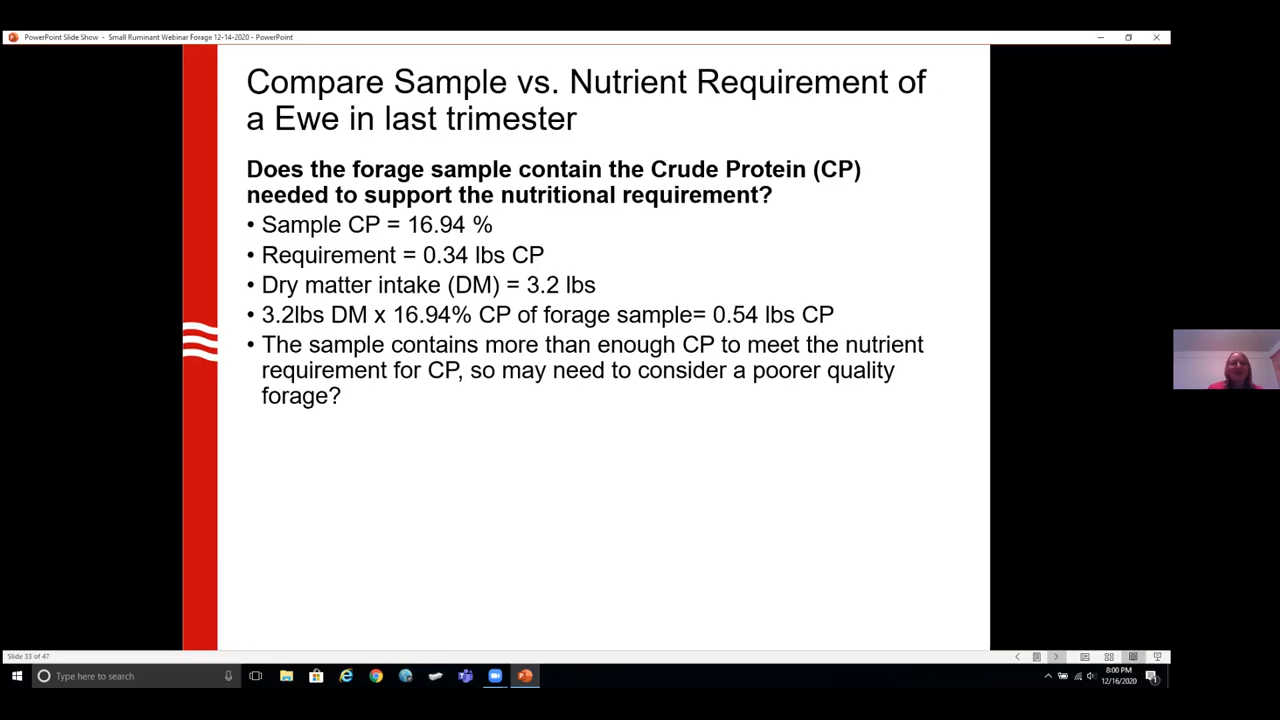 PowerPoint Slide Show - Small Ruminant Webinar Forage 12-14-2020 - PowerPoint
Compare Sample vs. Nutrient Requirement of
a Ewe in last trimester
Does the forage sample contain the Crude Protein (CP)
needed to support the nutritional requirement?
• Sample CP = 16.94 %
• Requirement = 0.34 lbs CP
• Dry matter intake (DM) = 3.2 lbs
• 3.2lbs DM x 16.94% CP of forage sample= 0.54 lbs CP
• The sample contains more than enough CP to meet the nutrient
requirement for CP, so may need to consider a poorer quality
forage?
Slide 33 of 47
Type here to search
8:00 PM
12/16/2020